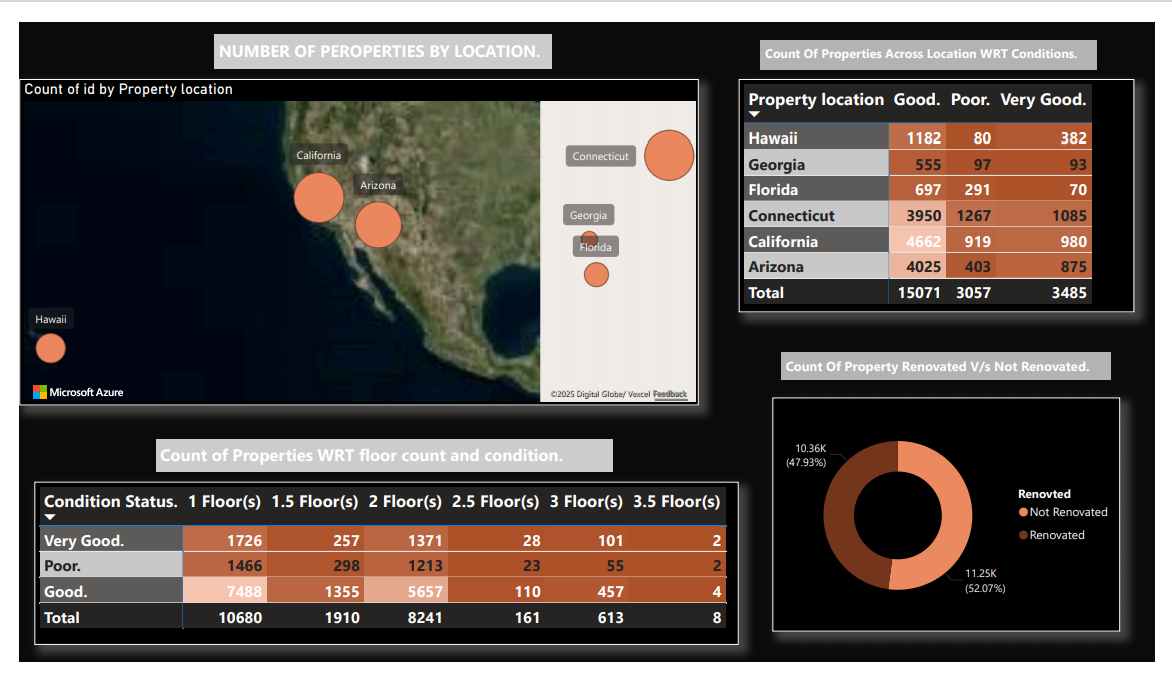 NUMBER OF PEROPERTIES BY LOCATION.
Count of id by Property location
California
Arizona
Hawaii
Connecticut
Georgia
Florida
Microsoft Azure
©2025 Digital Globe/ Vexcel Feedback
Count Of Properties Across Location WRT Conditions.
Property location Good. Poor. Very Good.
Hawaii 1182 80 382
Georgia 555 97 93
Florida 697 291 70
Connecticut 3950 1267 1085
California 4662 919 980
Arizona 4025 403 875
Total 15071 3057 3485
Count of Properties WRT floor count and condition.
Condition Status. 1 Floor(s) 1.5 Floor(s) 2 Floor(s) 2.5 Floor(s) 3 Floor(s) 3.5 Floor(s)
Very Good. 1726 257 1371 28 101 2
Poor. 1466 298 1213 23 55 2
Good. 7488 1355 5657 110 457 4
Total 10680 1910 8241 161 613 8
Count Of Property Renovated V/s Not Renovated.
10.36K
(47.93%)
11.25K
(52.07%)
Renovted
Not Renovated
Renovated